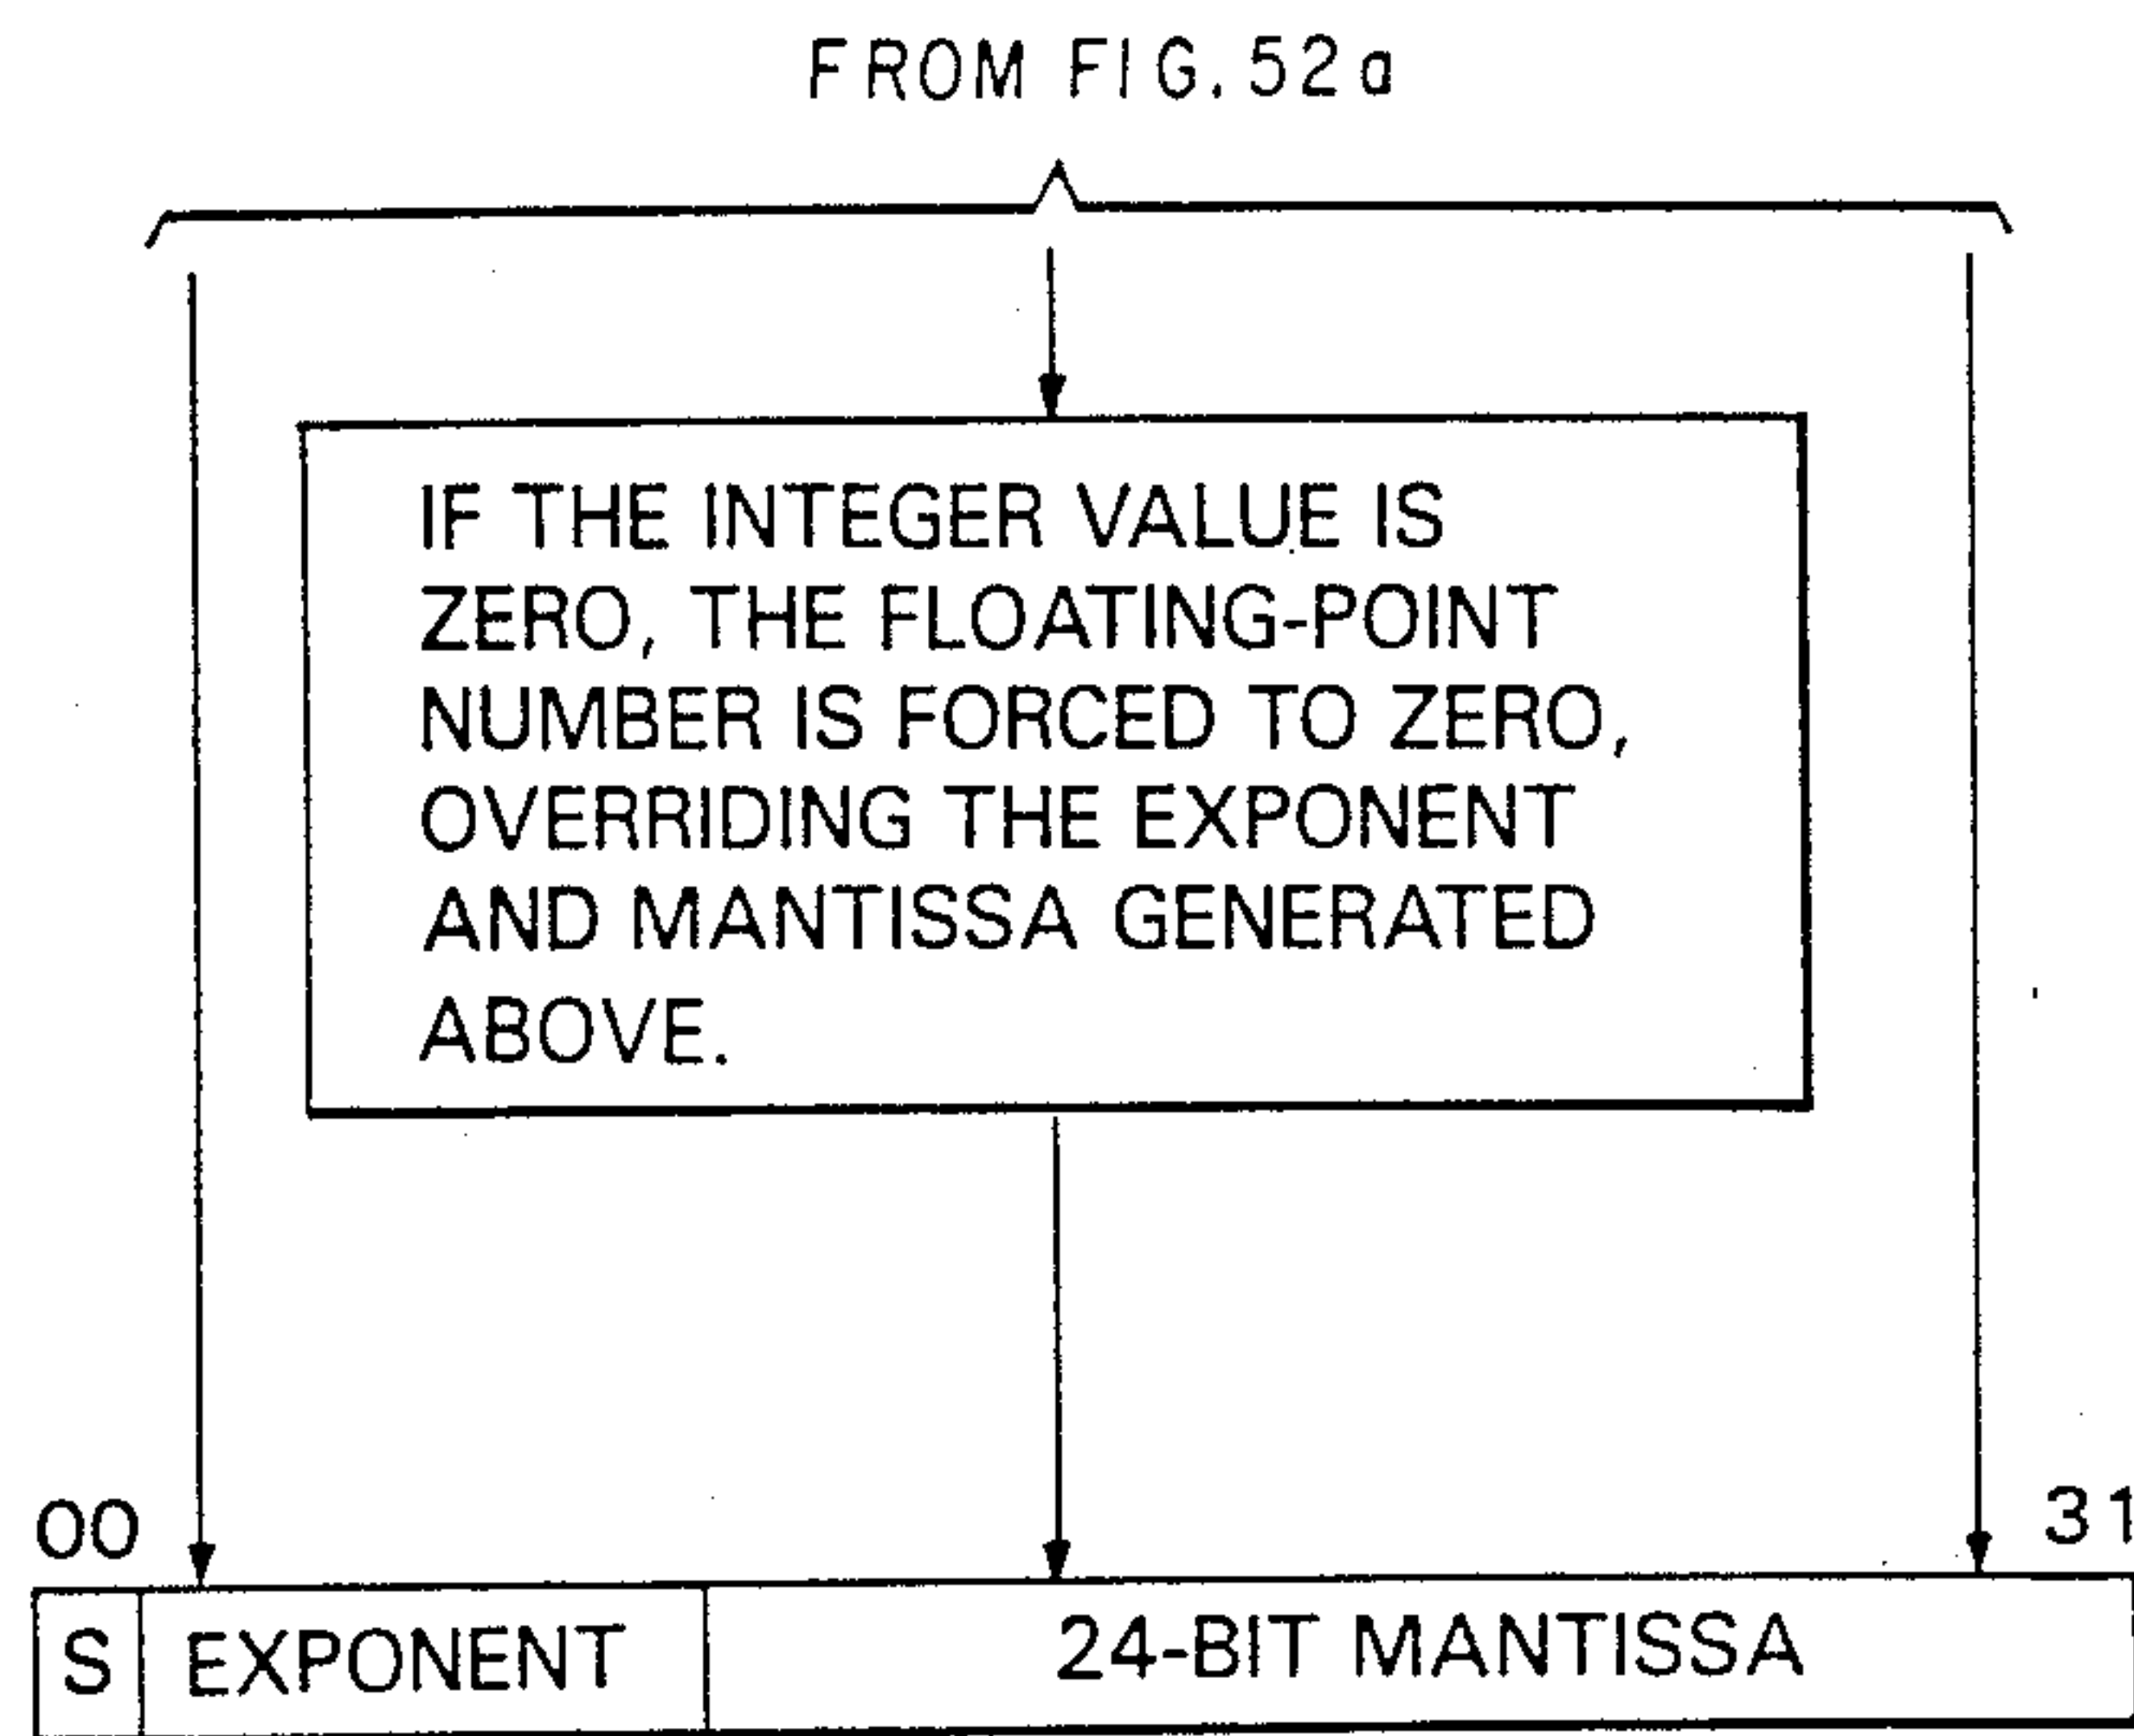 FROM FIG. 52a
IF THE INTEGER VALUE IS
ZERO, THE FLOATING-POINT
NUMBER IS FORCED TO ZERO,
OVERRIDING THE EXPONENT
AND MANTISSA GENERATED
ABOVE.
00 31
S EXPONENT 24-BIT MANTISSA